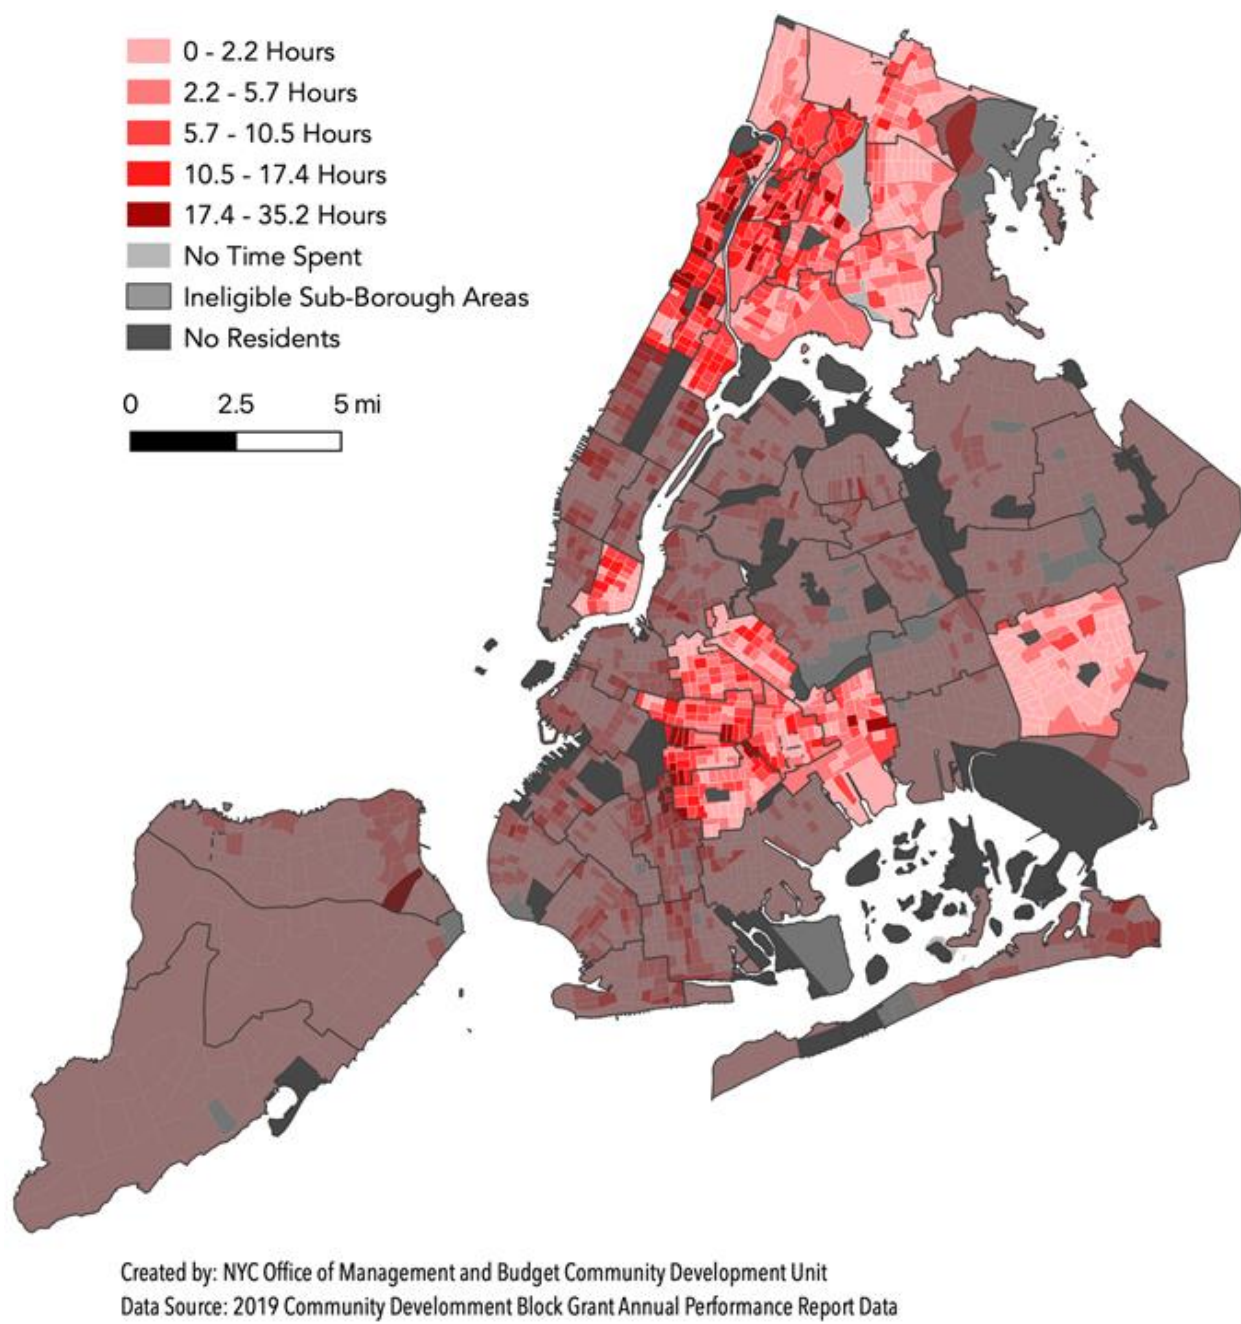 0 - 2.2 Hours
2.2 - 5.7 Hours
5.7 - 10.5 Hours
10.5 - 17.4 Hours
17.4 - 35.2 Hours
No Time Spent
Ineligible Sub-Borough Areas
No Residents
0 2.5 5 mi
Created by: NYC Office of Management and Budget Community Development Unit
Data Source: 2019 Community Develomment Block Grant Annual Performance Report Data